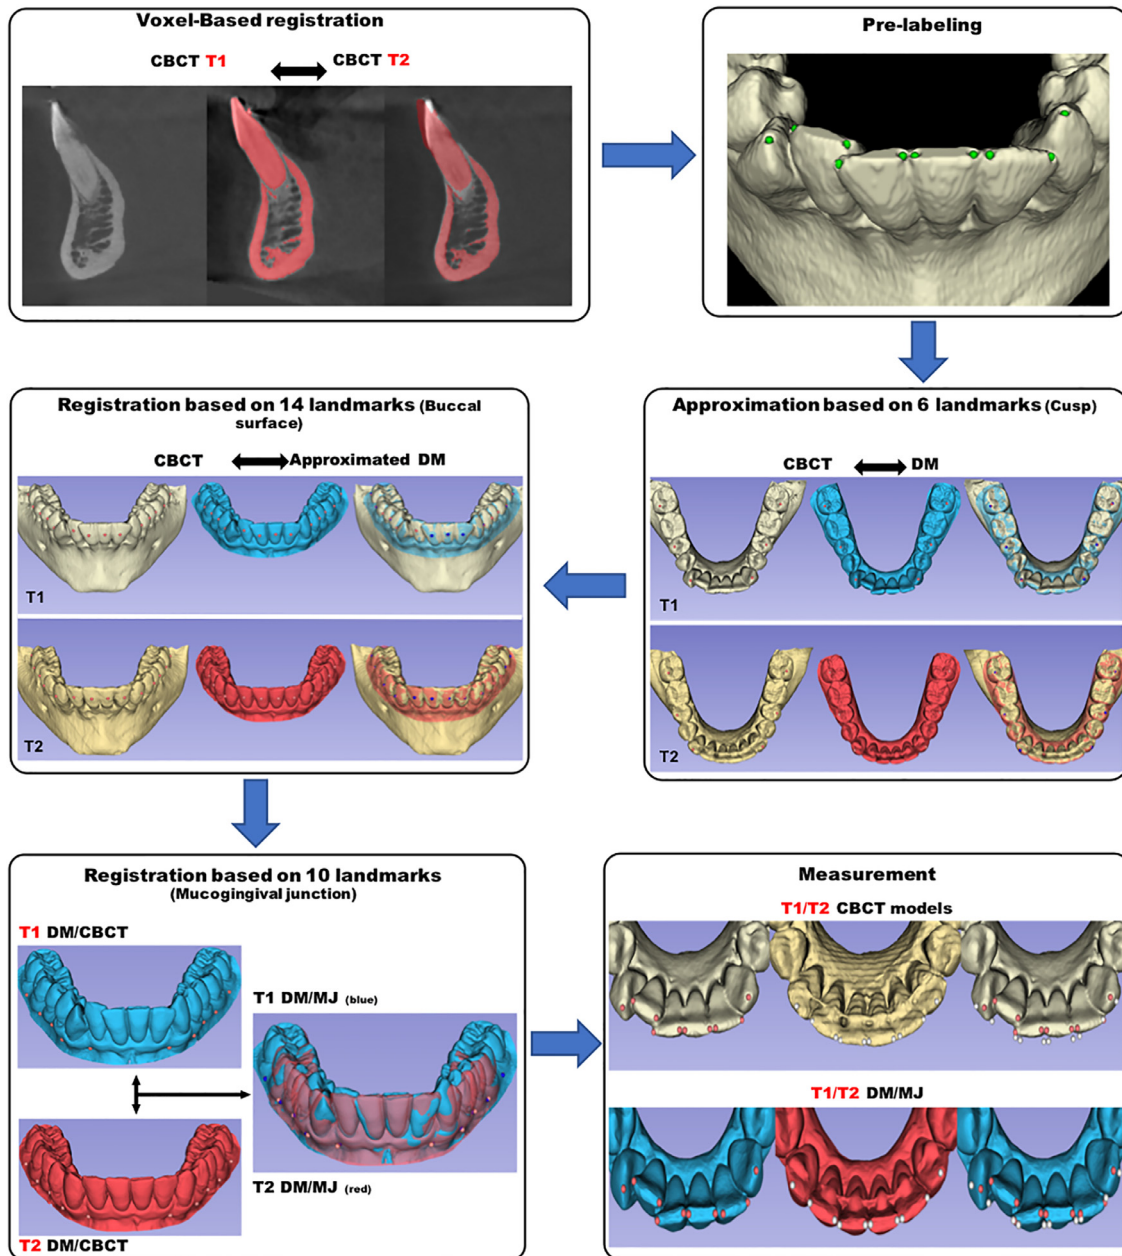 Voxel-Based registration
CBCT T1
CBCT T2
Pre-labeling
Approximation based on 6 landmarks (Cusp)
CBCT
DM
T1
T2
Registration based on 14 landmarks (Buccal
surface)
CBCT
Approximated DM
T1
T2
Registration based on 10 landmarks
(Mucogingival junction)
T1 DM/CBCT
T1 DM/MJ (blue)
T2 DM/MJ (red)
T2 DM/CBCT
Measurement
T1/T2 CBCT models
T1/T2 DM/MJ